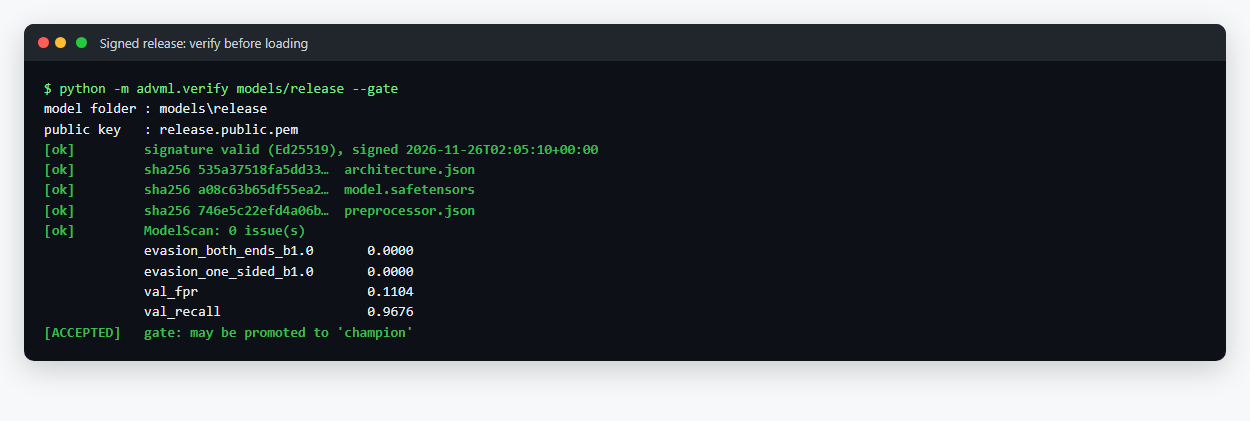 Signed release: verify before loading
$ python -m advml.verify models/release --gate
model folder : models\release
public key   : release.public.pem
[ok]         signature valid (Ed25519), signed 2026-11-26T02:05:10+00:00
[ok]         sha256 535a37518fa5dd33…  architecture.json
[ok]         sha256 a08c63b65df55ea2…  model.safetensors
[ok]         sha256 746e5c22efd4a06b…  preprocessor.json
[ok]         ModelScan: 0 issue(s)
             evasion_both_ends_b1.0       0.0000
             evasion_one_sided_b1.0       0.0000
             val_fpr                      0.1104
             val_recall                   0.9676
[ACCEPTED]   gate: may be promoted to 'champion'